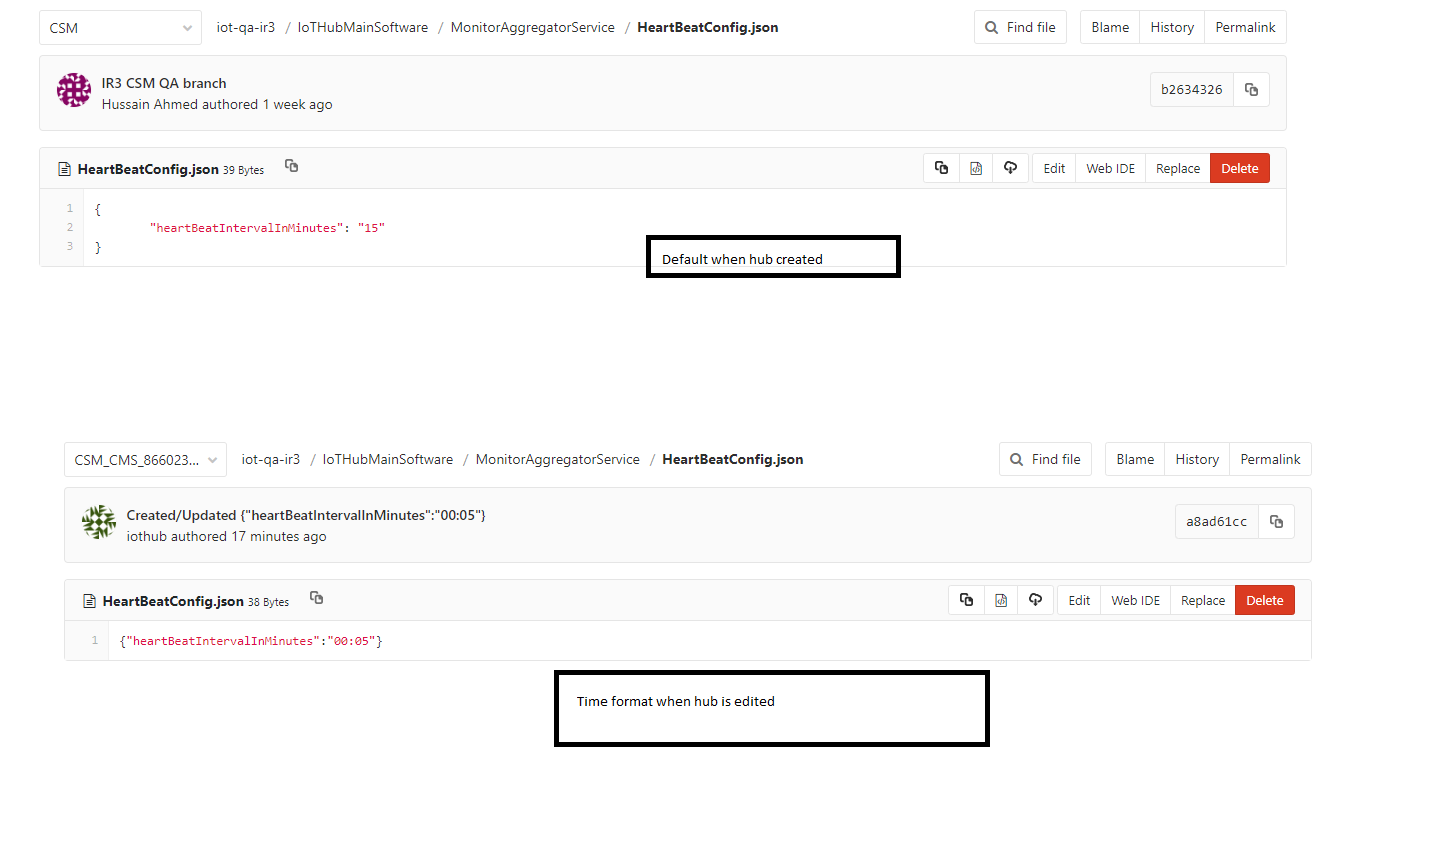 CSM iot-qa-ir3 / IoTHubMainSoftware / MonitorAggregatorService / HeartBeatConfig.json Find file Blame History Permalink
IR3 CSM QA branch
Hussain Ahmed authored 1 week ago
b2634326
HeartBeatConfig.json 39 Bytes Edit Web IDE Replace Delete
1 {
2 "heartBeatIntervalInMinutes": "15"
3 }
Default when hub created
CSM_CMS_866023... iot-qa-ir3 / IoTHubMainSoftware / MonitorAggregatorService / HeartBeatConfig.json Find file Blame History Permalink
Created/Updated {"heartBeatIntervalInMinutes":"00:05"}
iothub authored 17 minutes ago
a8ad61cc
HeartBeatConfig.json 38 Bytes Edit Web IDE Replace Delete
1 {"heartBeatIntervalInMinutes":"00:05"}
Time format when hub is edited